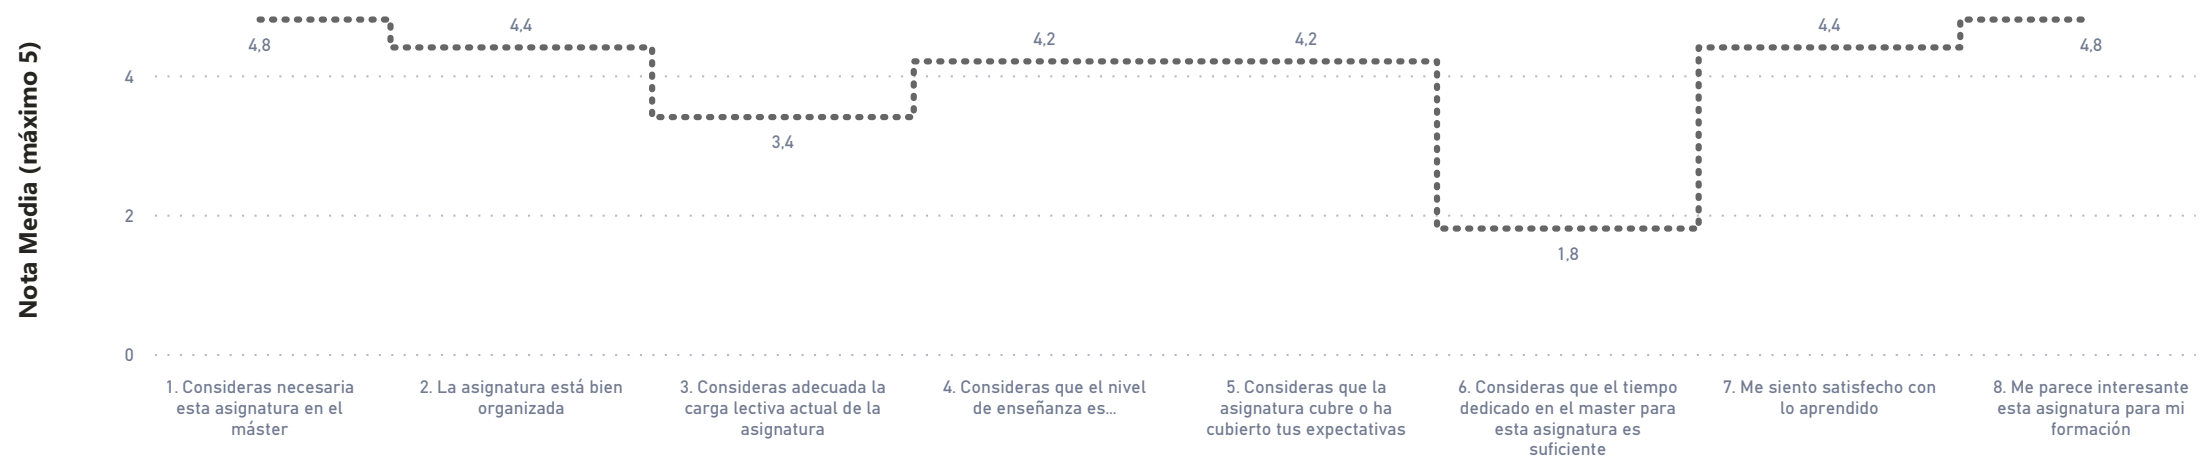 Nota Media (máximo 5)
4
2
0
4,8
4,4
3,4
4,2
4,2
1,8
4,4
4,8
1. Consideras necesaria
esta asignatura en el
máster
2. La asignatura está bien
organizada
3. Consideras adecuada la
carga lectiva actual de la
asignatura
4. Consideras que el nivel
de enseñanza es...
5. Consideras que la
asignatura cubre o ha
cubierto tus expectativas
6. Consideras que el tiempo
dedicado en el master para
esta asignatura es
suficiente
7. Me siento satisfecho con
lo aprendido
8. Me parece interesante
esta asignatura para mi
formación